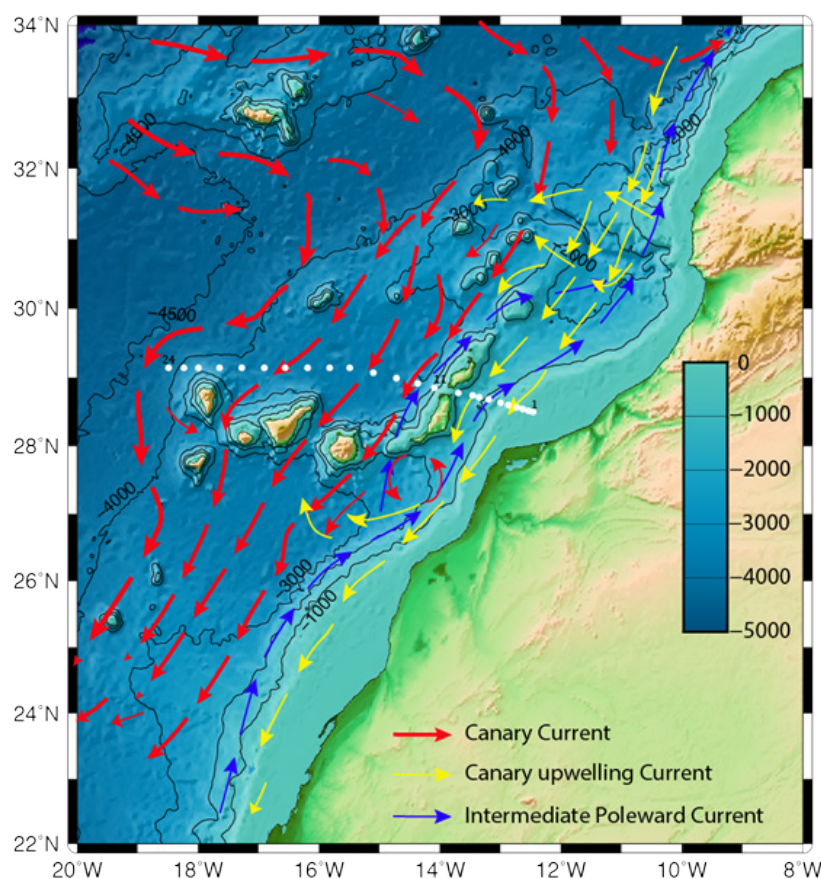 34°N
32°N
30°N
28°N
26°N
24°N
22°N
20°W
18°W
16°W
14°W
12°W
10°W
8°W
-4000
-4000
-3000
-2000
-4500
24
11
1
-4000
-3000
-1000
0
-1000
-2000
-3000
-4000
-5000
Canary Current
Canary upwelling Current
Intermediate Poleward Current